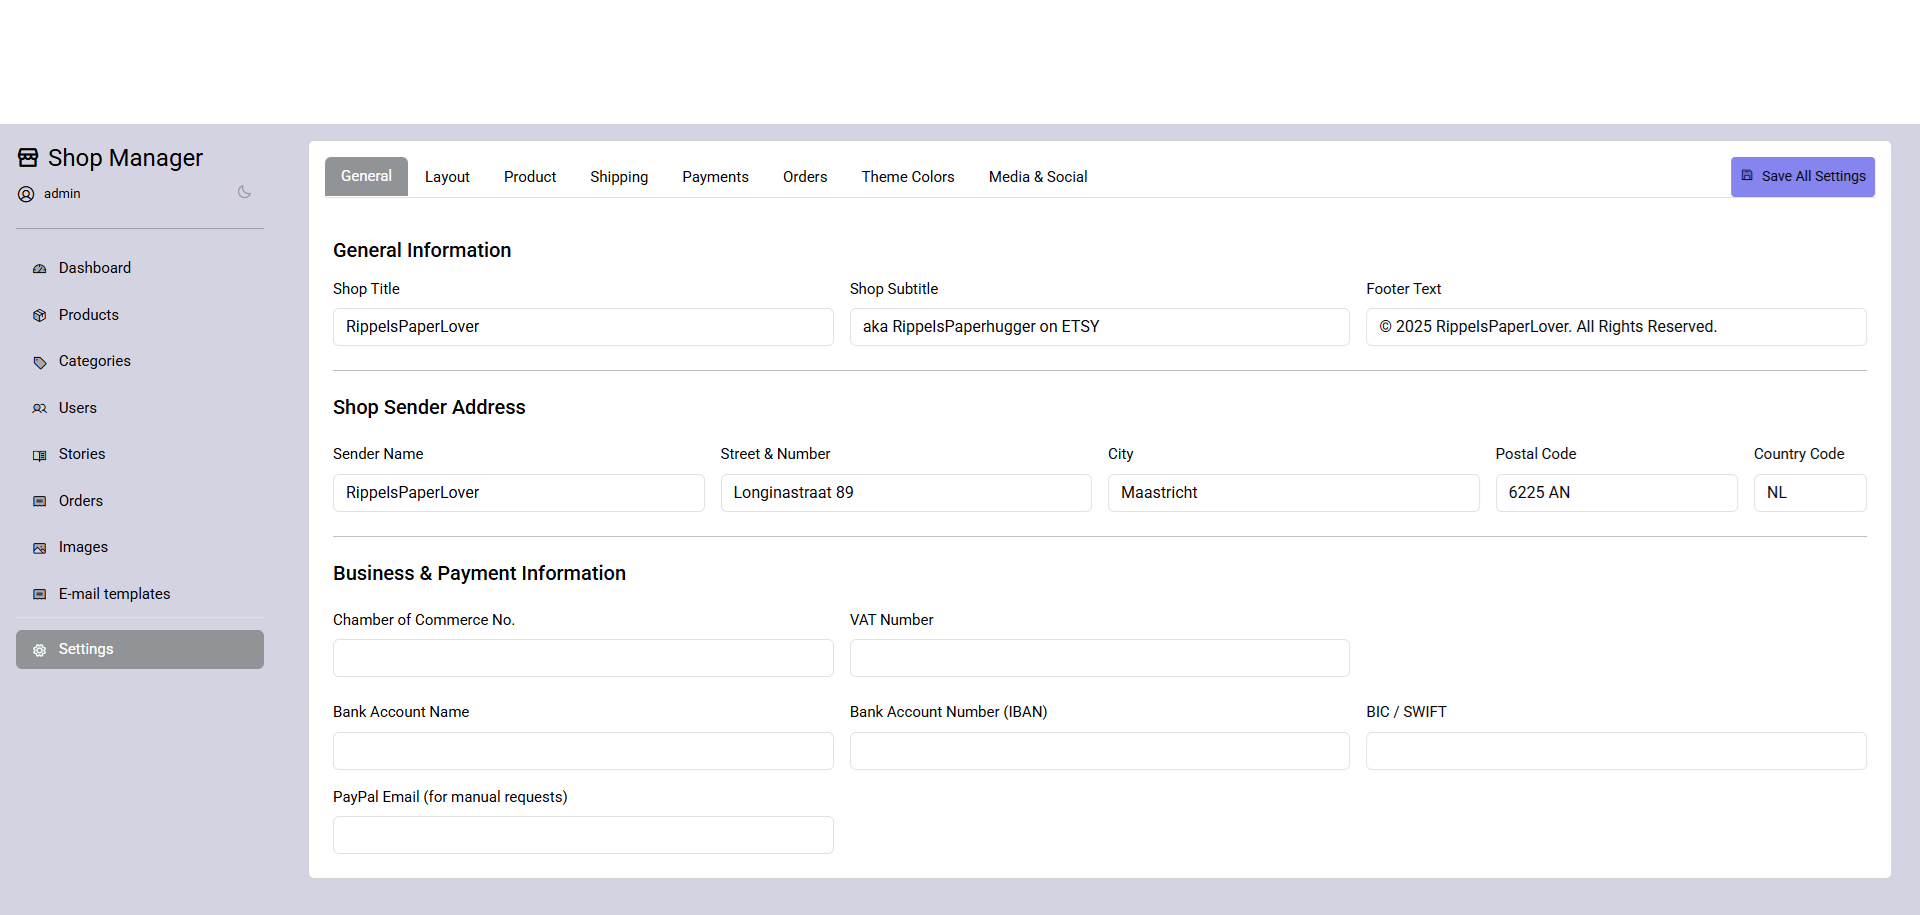 Shop Manager
admin
Dashboard
Products
Categories
Users
Stories
Orders
Images
E-mail templates
Settings
General Layout Product Shipping Payments Orders Theme Colors Media & Social Save All Settings
General Information
Shop Title Shop Subtitle Footer Text
RippelsPaperLover aka RippelsPaperhugger on ETSY © 2025 RippelsPaperLover. All Rights Reserved.
Shop Sender Address
Sender Name Street & Number City Postal Code Country Code
RippelsPaperLover Longinastraat 89 Maastricht 6225 AN NL
Business & Payment Information
Chamber of Commerce No. VAT Number
Bank Account Name Bank Account Number (IBAN) BIC / SWIFT
PayPal Email (for manual requests)